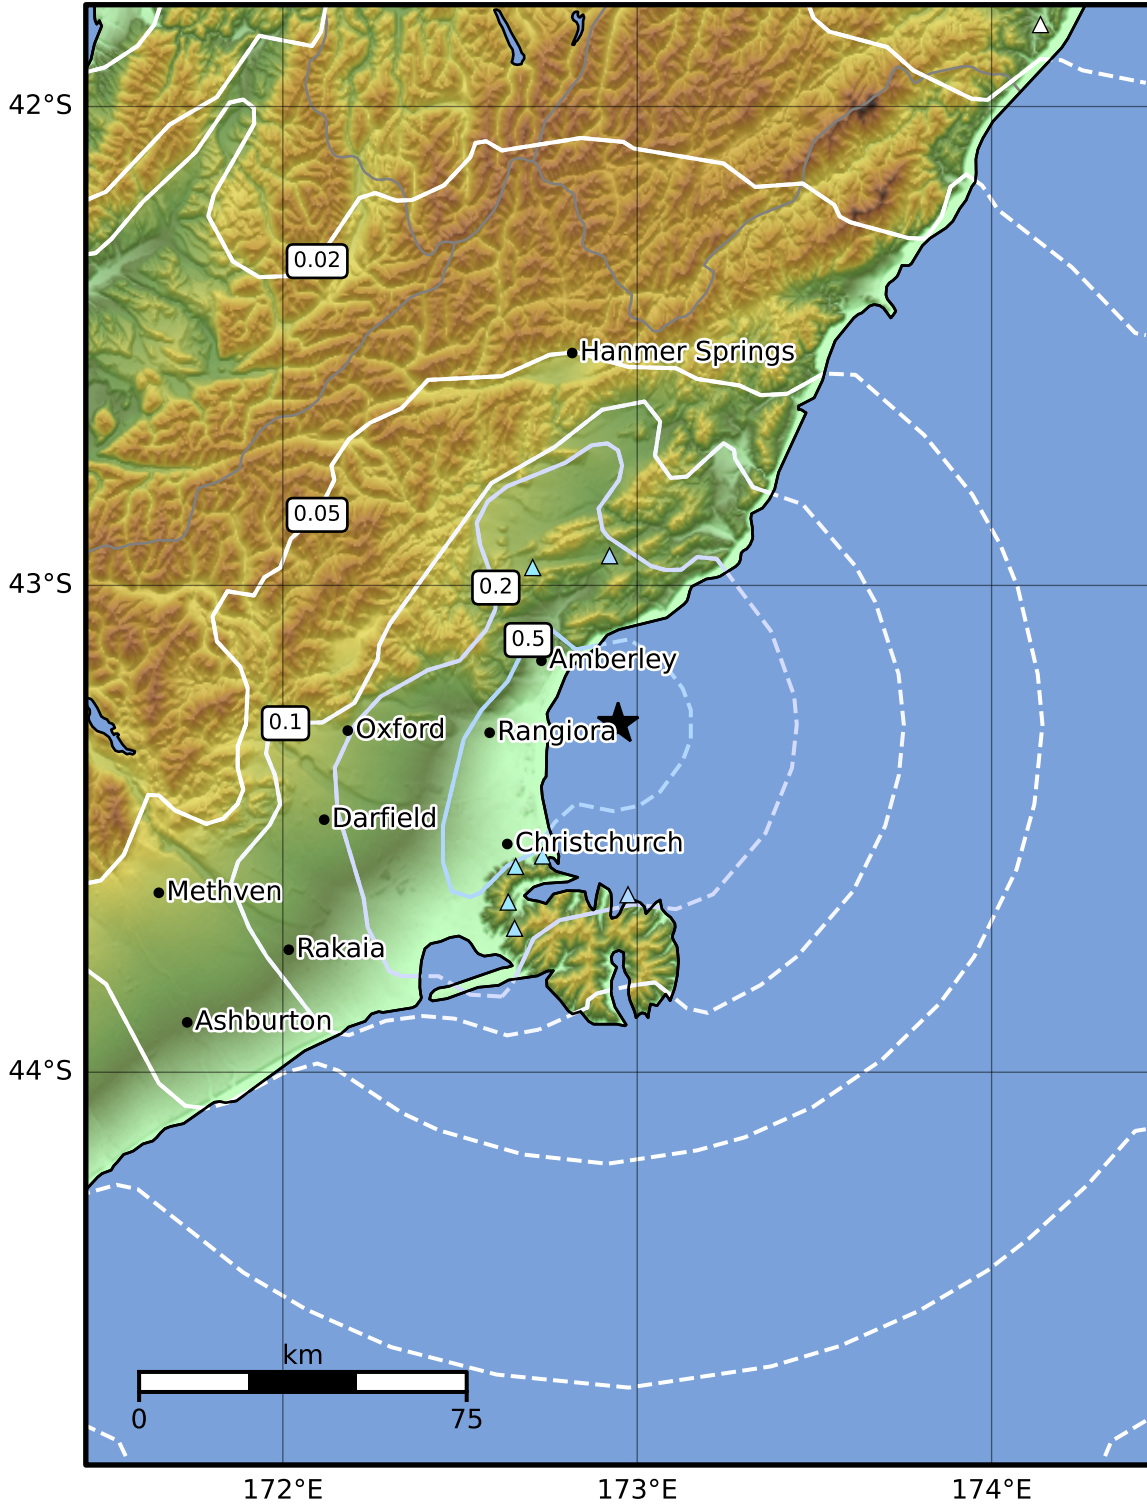 42°S
0.02
Hanmer Springs
0.05
43°S
0.2
0.5
Amberley
0.1
Oxford
Rangiora
Darfield
Christchurch
Methven
Rakaia
Ashburton
44°S
km
0
75
172°E
173°E
174°E